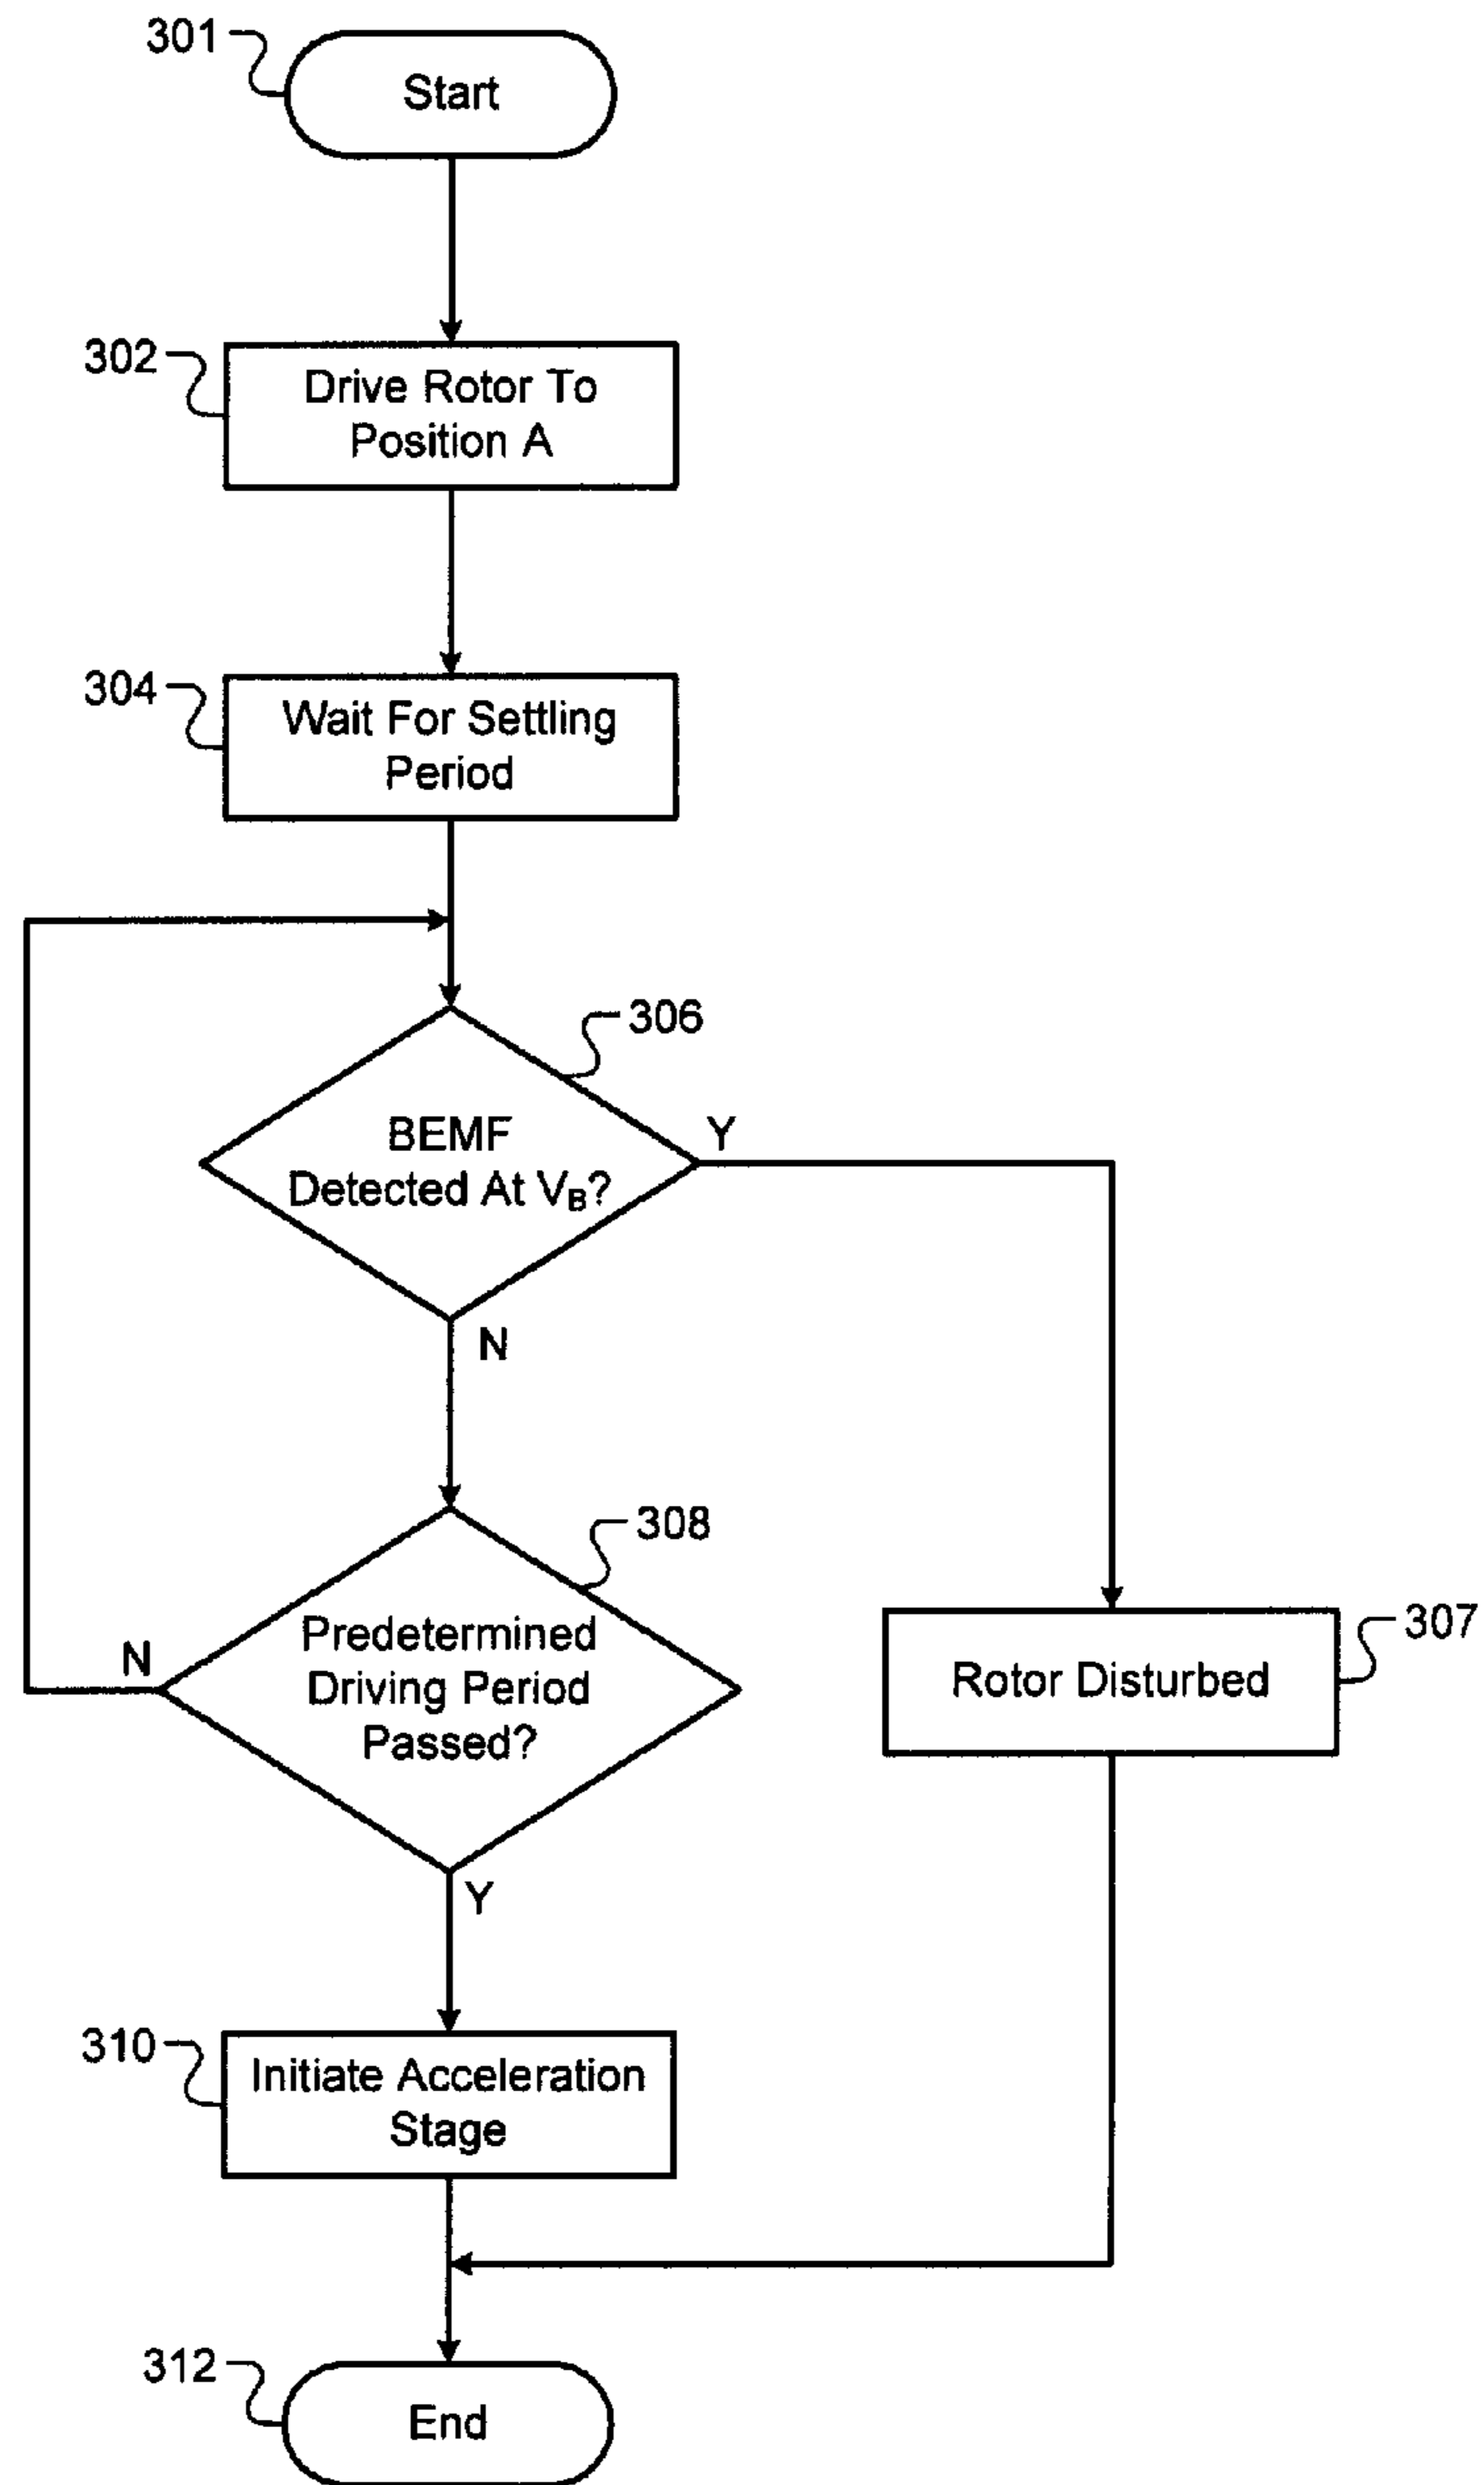 301
Start
302
Drive Rotor To
Position A
304
Wait For Settling
Period
306
BEMF
Detected At VB?
Y
N
308
Predetermined
Driving Period
Passed?
N
Y
307
Rotor Disturbed
310
Initiate Acceleration
Stage
312
End